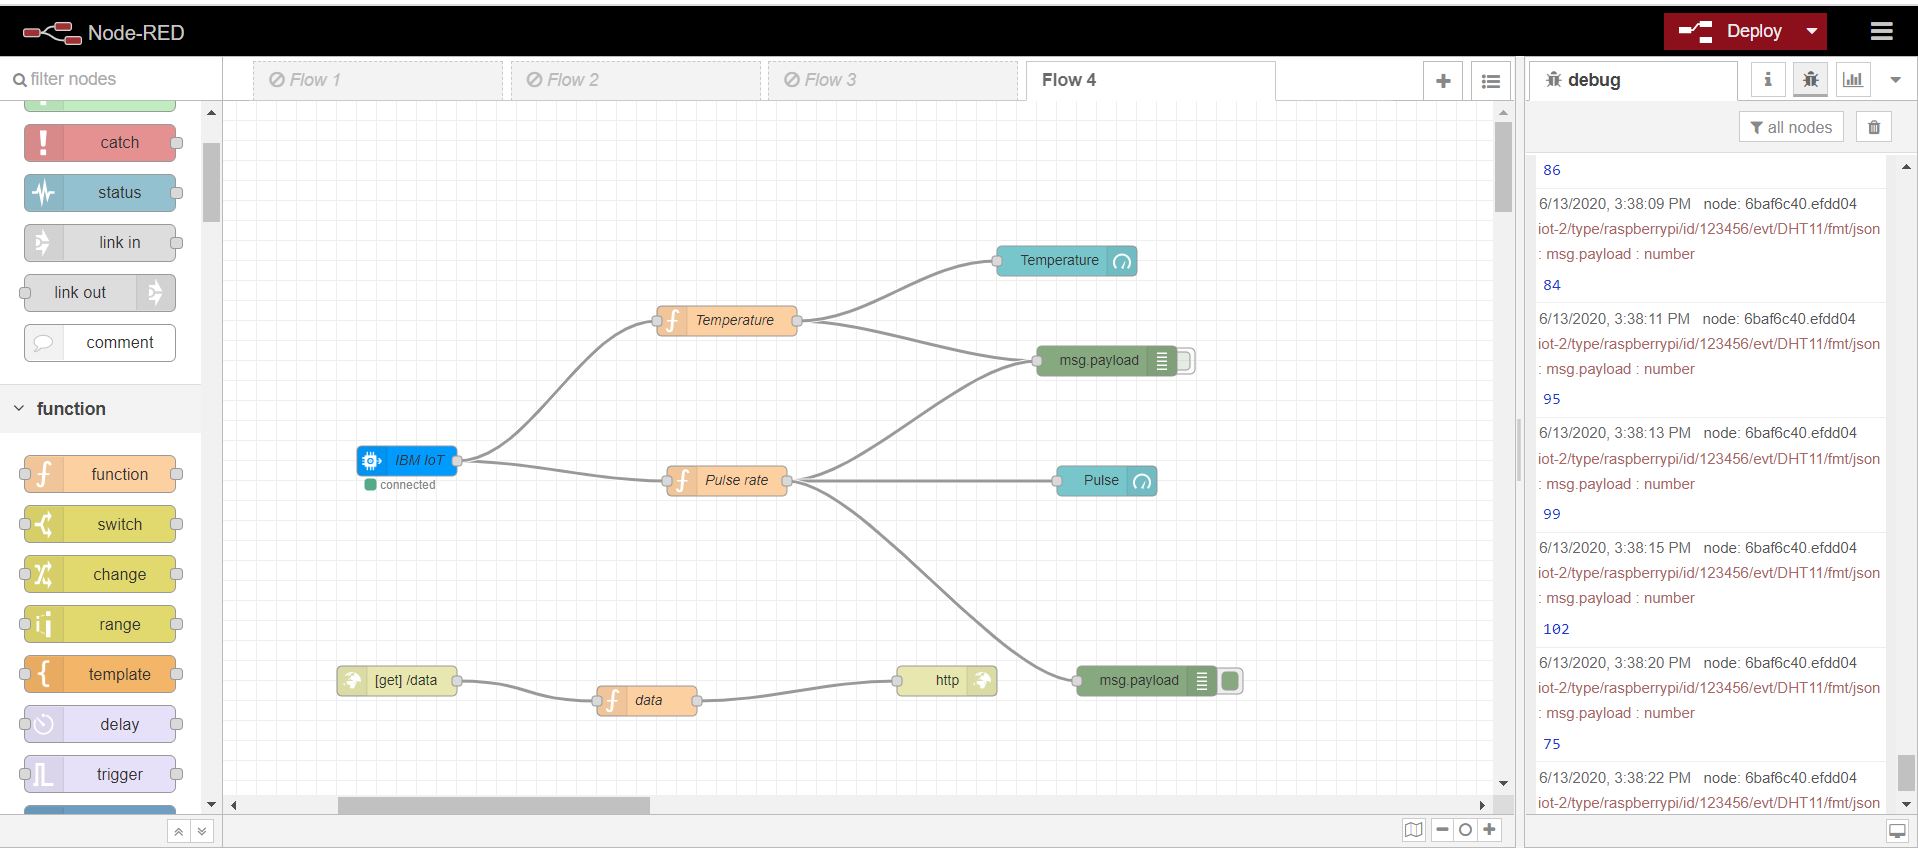 Node-RED
Deploy
filter nodes
Flow 1
Flow 2
Flow 3
Flow 4
debug
all nodes
catch
status
link in
link out
comment
function
function
switch
change
range
template
delay
trigger
Temperature
Temperature
msg.payload
IBM IoT
connected
Pulse rate
Pulse
[get] /data
data
http
msg.payload
86
6/13/2020, 3:38:09 PM node: 6baf6c40.efdd04
iot-2/type/raspberrypi/id/123456/evt/DHT11/fmt/json
: msg.payload : number
84
6/13/2020, 3:38:11 PM node: 6baf6c40.efdd04
iot-2/type/raspberrypi/id/123456/evt/DHT11/fmt/json
: msg.payload : number
95
6/13/2020, 3:38:13 PM node: 6baf6c40.efdd04
iot-2/type/raspberrypi/id/123456/evt/DHT11/fmt/json
: msg.payload : number
99
6/13/2020, 3:38:15 PM node: 6baf6c40.efdd04
iot-2/type/raspberrypi/id/123456/evt/DHT11/fmt/json
: msg.payload : number
102
6/13/2020, 3:38:20 PM node: 6baf6c40.efdd04
iot-2/type/raspberrypi/id/123456/evt/DHT11/fmt/json
: msg.payload : number
75
6/13/2020, 3:38:22 PM node: 6baf6c40.efdd04
iot-2/type/raspberrypi/id/123456/evt/DHT11/fmt/json